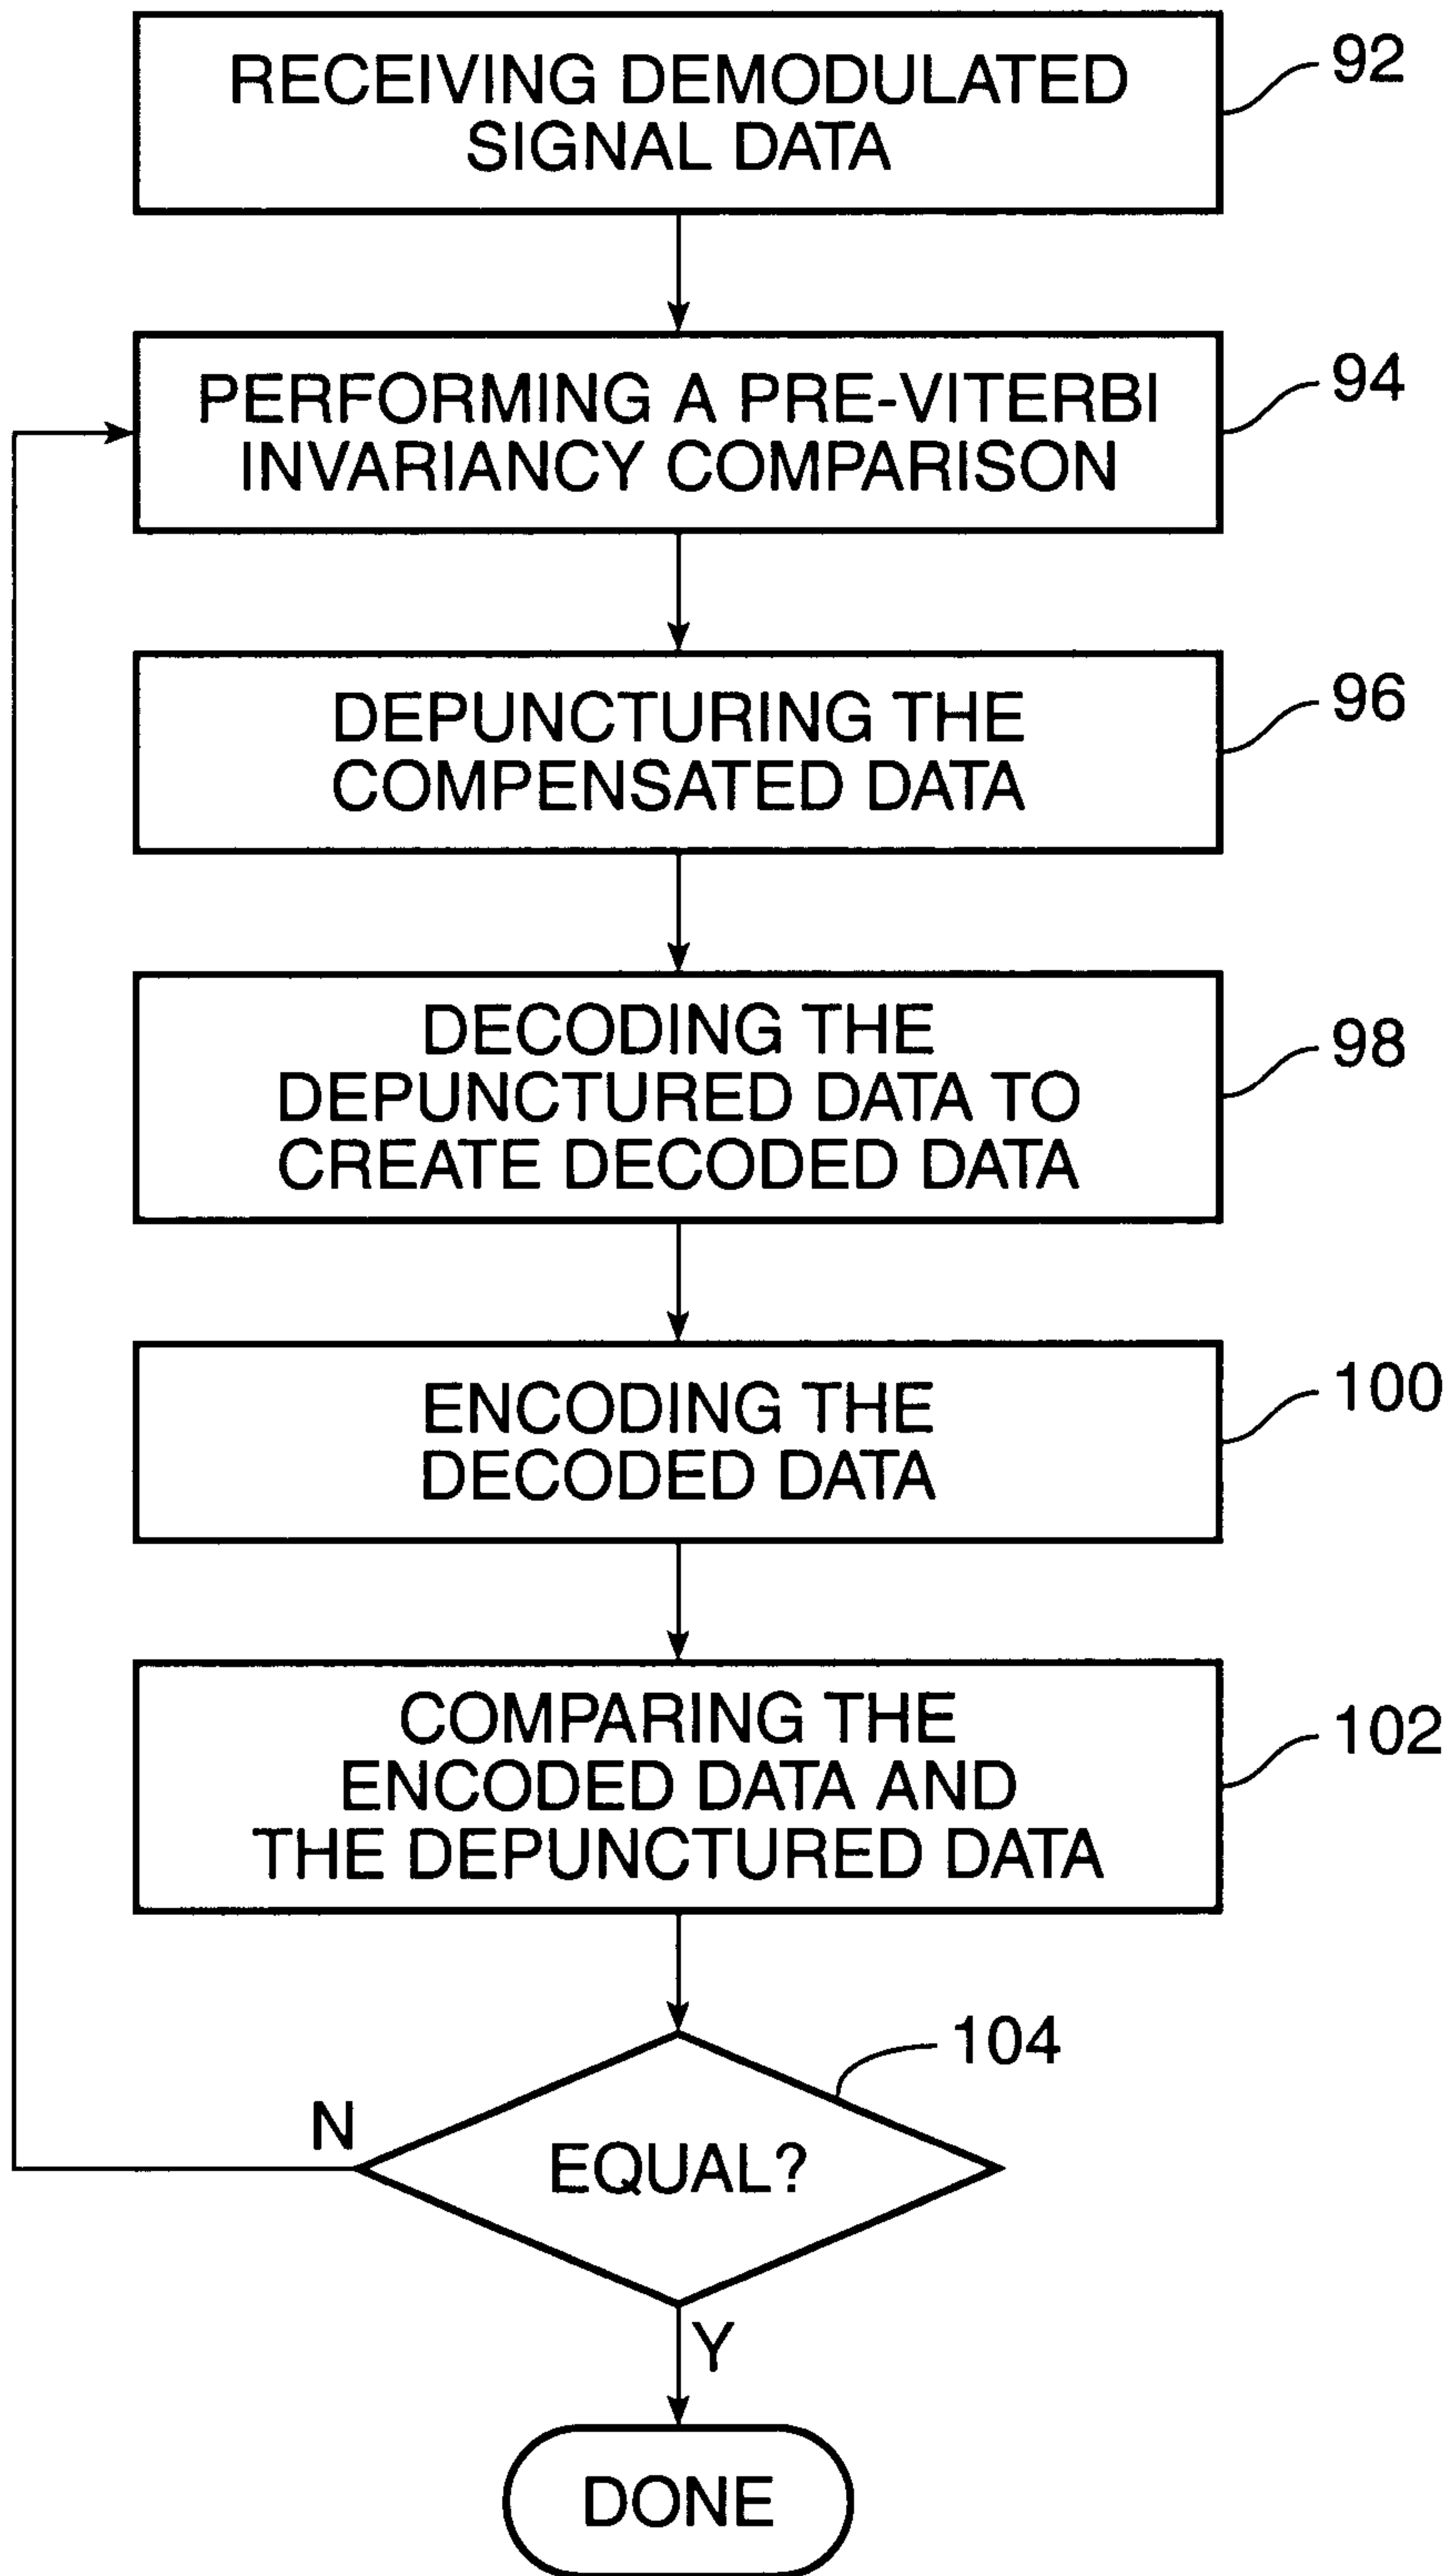 RECEIVING DEMODULATED
SIGNAL DATA
92
PERFORMING A PRE-VITERBI
INVARIANCY COMPARISON
94
DEPUNCTURING THE
COMPENSATED DATA
96
DECODING THE
DEPUNCTURED DATA TO
CREATE DECODED DATA
98
ENCODING THE
DECODED DATA
100
COMPARING THE
ENCODED DATA AND
THE DEPUNCTURED DATA
102
104
N
EQUAL?
Y
DONE